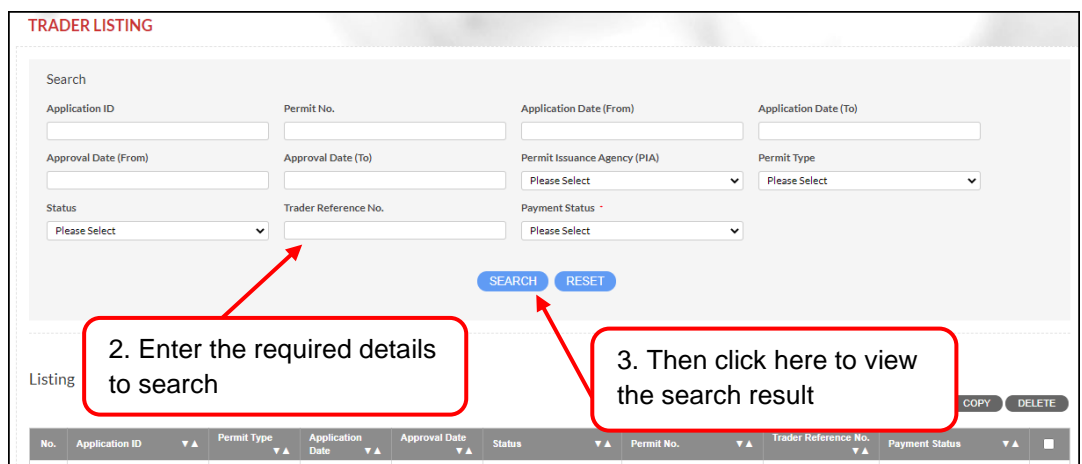 TRADER LISTING
Search
Application ID
Permit No.
Application Date (From)
Application Date (To)
Approval Date (From)
Approval Date (To)
Permit Issuance Agency (PIA)
Permit Type
Please Select
Please Select
Status
Trader Reference No.
Payment Status -
Please Select
Please Select
SEARCH
RESET
2. Enter the required details
to search
3. Then click here to view
the search result
Listing
COPY
DELETE
No.
Application ID ▼▲
Permit Type
▼▲
Application
Date ▼▲
Approval Date
▼▲
Status ▼▲
Permit No. ▼▲
Trader Reference No.
▼▲
Payment Status ▼▲